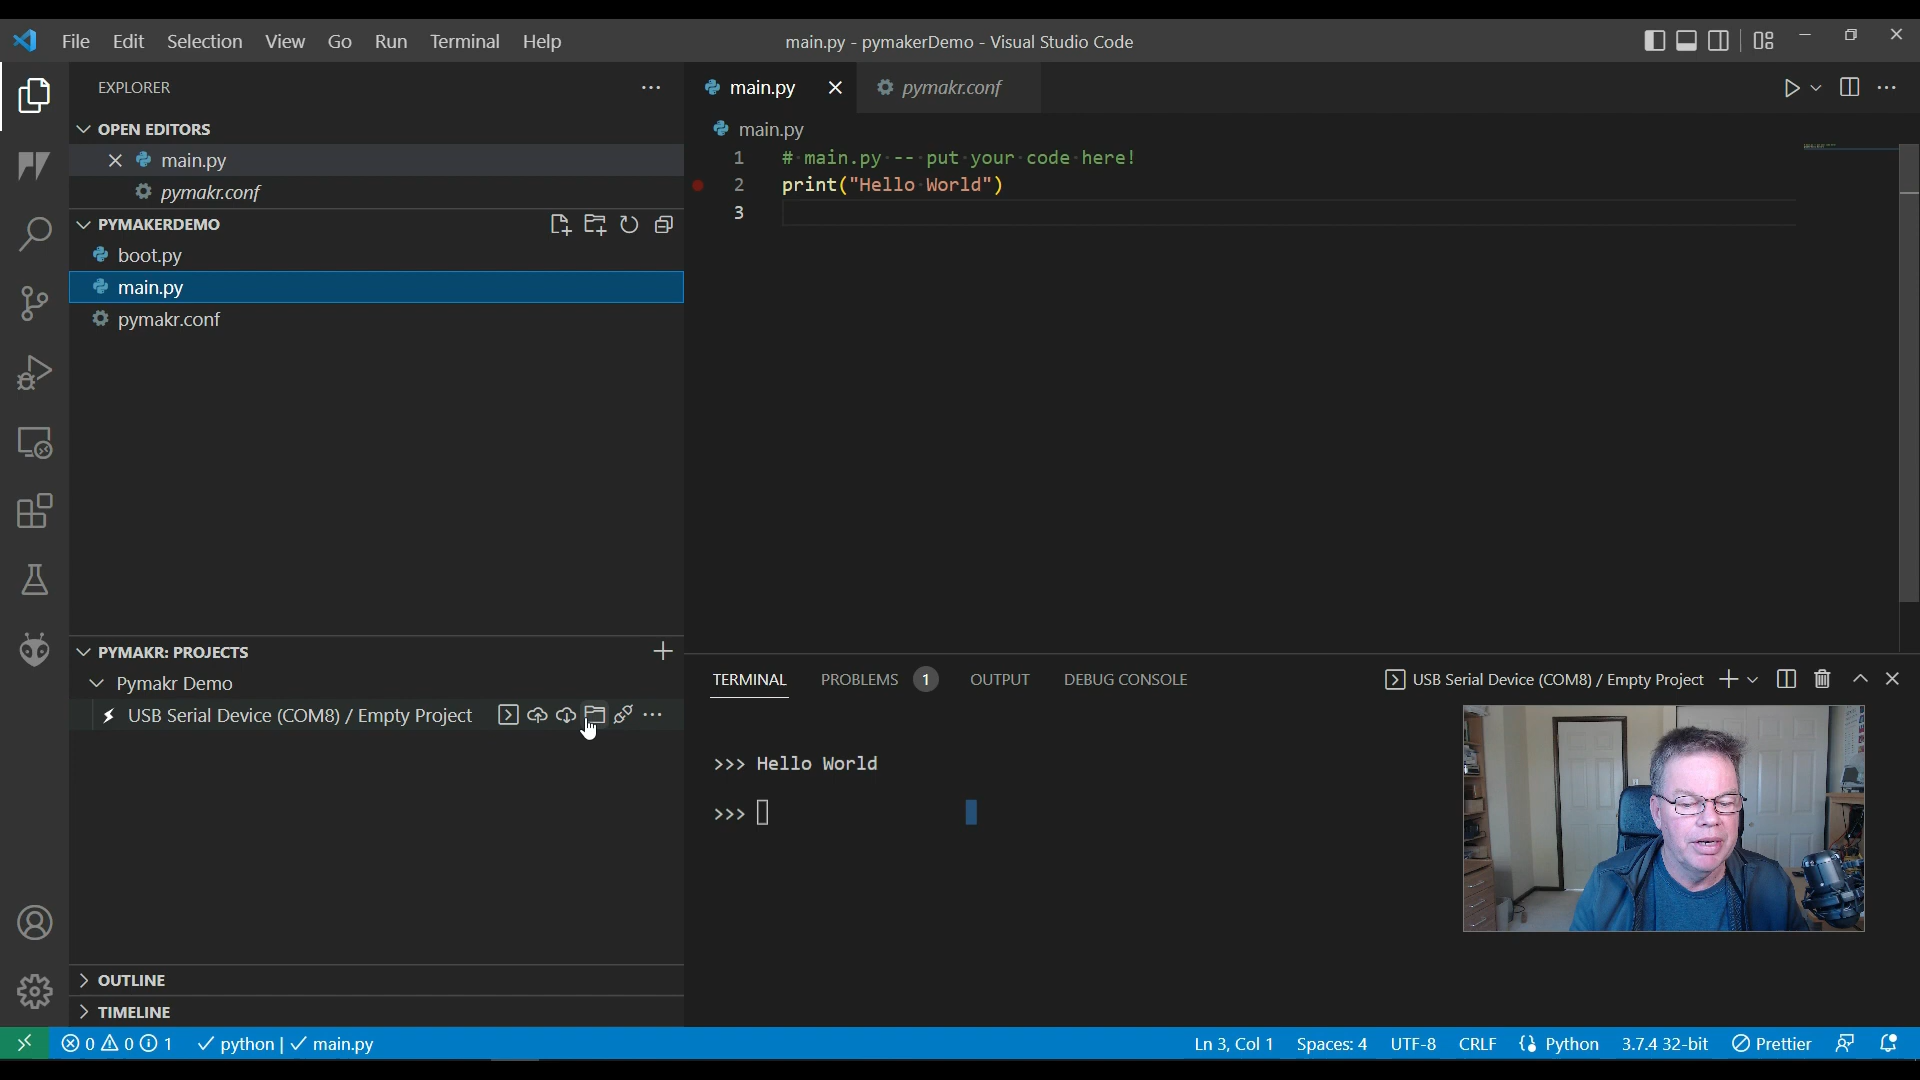 File Edit Selection View Go Run Terminal Help
main.py - pymakerDemo - Visual Studio Code
EXPLORER
OPEN EDITORS
main.py
pymakr.conf
PYMAKERDEMO
boot.py
main.py
pymakr.conf
PYMAKR: PROJECTS
Pymakr Demo
USB Serial Device (COM8) / Empty Project
OUTLINE
TIMELINE
main.py
pymakr.conf
main.py
1 # main.py -- put your code here!
2 print("Hello World")
3
TERMINAL PROBLEMS 1 OUTPUT DEBUG CONSOLE
USB Serial Device (COM8) / Empty Project
>>> Hello World
>>>
0 0 1 python | main.py
Ln 3, Col 1 Spaces: 4 UTF-8 CRLF Python 3.7.4 32-bit Prettier